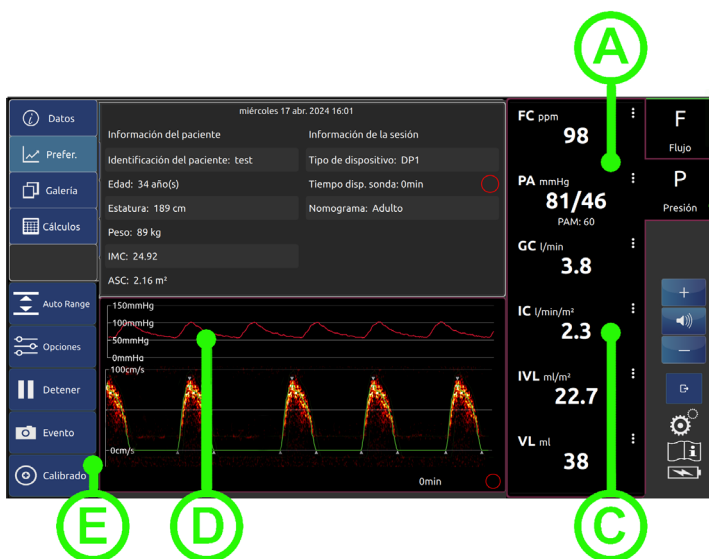 A
miércoles 17 abr. 2024 16:01
Datos
Prefer.
Galería
Cálculos
Auto Range
Opciones
Detener
Evento
Calibrado
Información del paciente
Identificación del paciente: test
Edad: 34 año(s)
Estatura: 189 cm
Peso: 89 kg
IMC: 24.92
ASC: 2.16 m²
Información de la sesión
Tipo de dispositivo: DP1
Tiempo disp. sonda: 0min
Nomograma: Adulto
150mmHg
100mmHg
50mmHg
0mmHg
100cm/s
0cm/s
0min
FC ppm
98
PA mmHg
81/46
PAM: 60
GC l/min
3.8
IC l/min/m²
2.3
IVL ml/m²
22.7
VL ml
38
F
Flujo
P
Presión
+
−
i
E
D
C